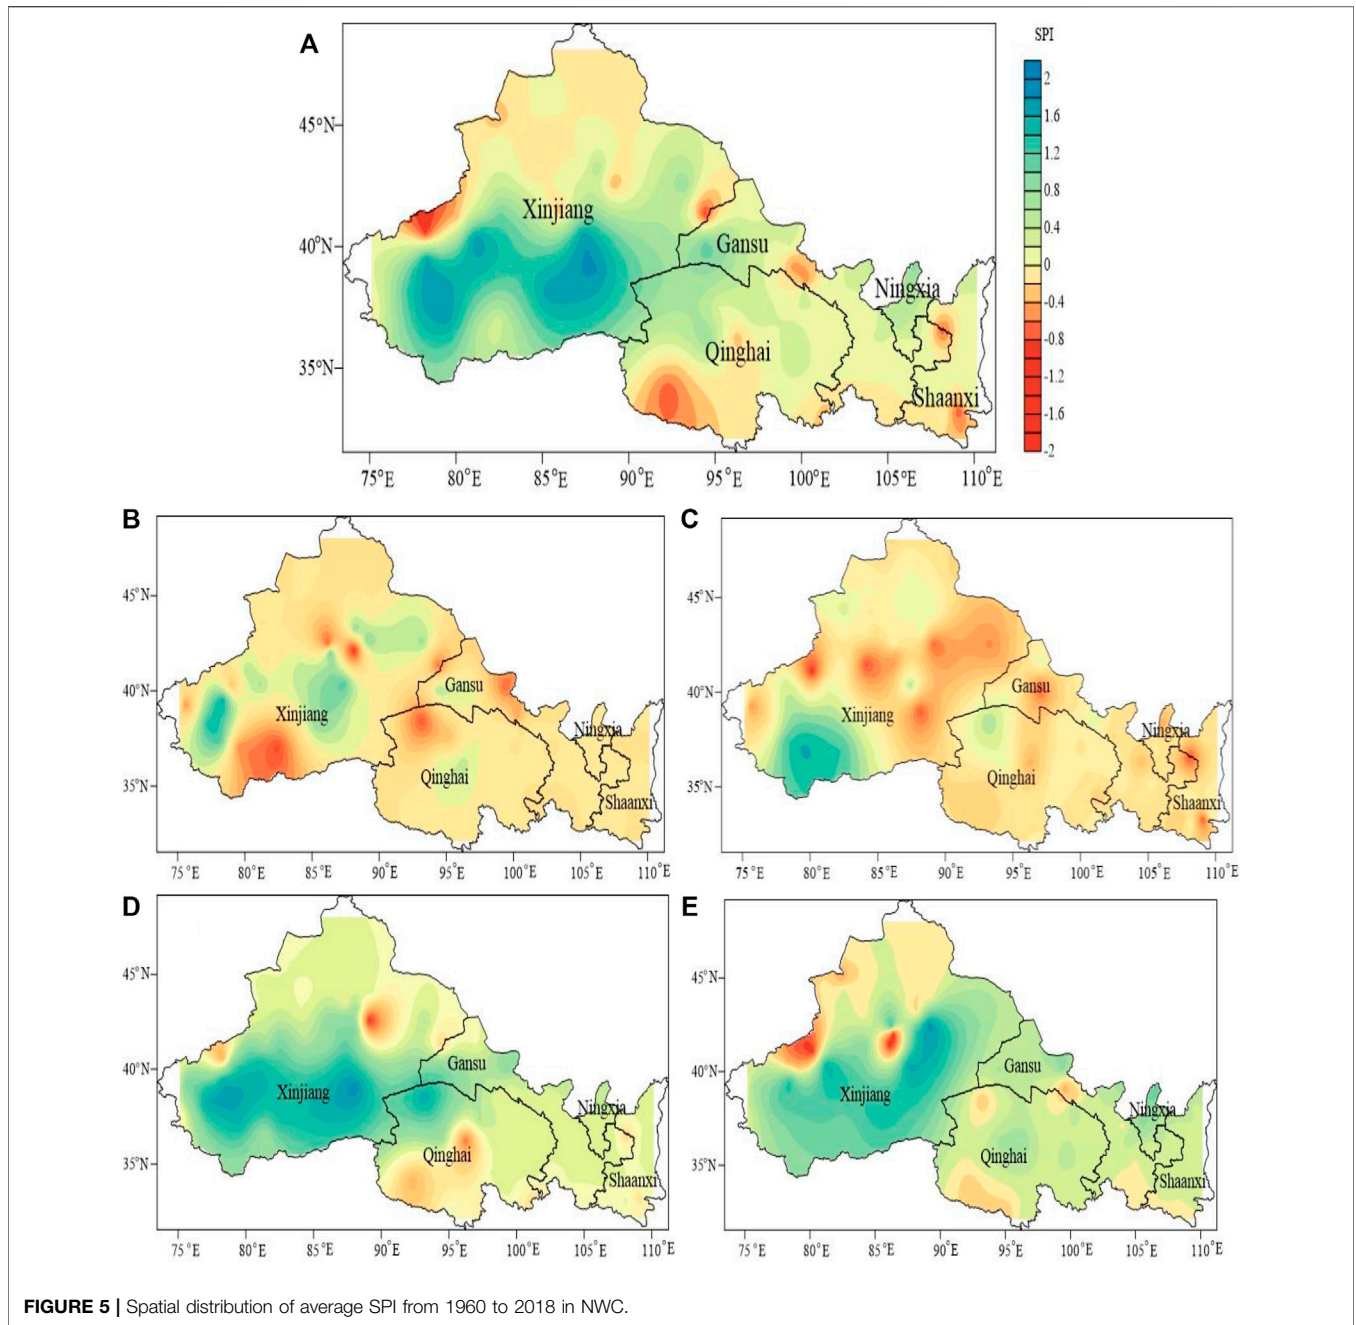 A
SPI
2
1.6
1.2
0.8
0.4
0
-0.4
-0.8
-1.2
-1.6
-2
45°N
40°N
35°N
Xinjiang
Gansu
Ningxia
Qinghai
Shaanxi
75°E 80°E 85°E 90°E 95°E 100°E 105°E 110°E
B
45°N
40°N
35°N
Gansu
Xinjiang
Ningxia
Qinghai
Shaanxi
75°E 80°E 85°E 90°E 95°E 100°E 105°E 110°E
C
45°N
40°N
35°N
Gansu
Xinjiang
Ningxia
Qinghai
Shaanxi
75°E 80°E 85°E 90°E 95°E 100°E 105°E 110°E
D
45°N
40°N
35°N
Gansu
Xinjiang
Ningxia
Qinghai
Shaanxi
75°E 80°E 85°E 90°E 95°E 100°E 105°E 110°E
E
45°N
40°N
35°N
Gansu
Xinjiang
Ningxia
Qinghai
Shaanxi
75°E 80°E 85°E 90°E 95°E 100°E 105°E 110°E
FIGURE 5 | Spatial distribution of average SPI from 1960 to 2018 in NWC.